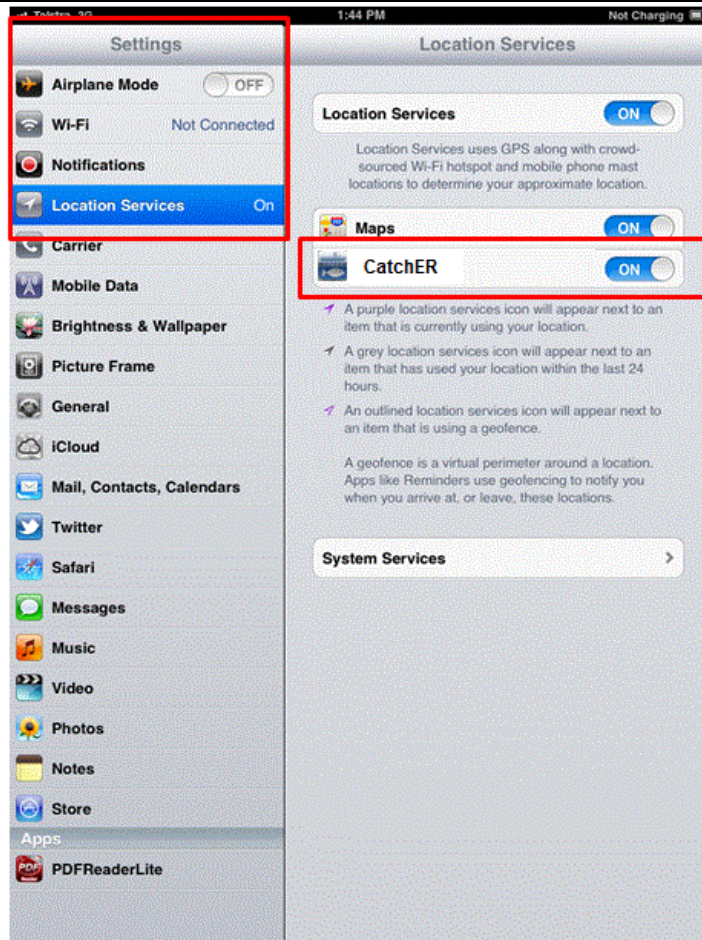 Telstra 3G 1:44 PM Not Charging
Settings
Airplane Mode OFF
Wi-Fi Not Connected
Notifications
Location Services On
Carrier
Mobile Data
Brightness & Wallpaper
Picture Frame
General
iCloud
Mail, Contacts, Calendars
Twitter
Safari
Messages
Music
Video
Photos
Notes
Store
Apps
PDFReaderLite
Location Services
Location Services ON
Location Services uses GPS along with crowd-
sourced Wi-Fi hotspot and mobile phone mast
locations to determine your approximate location.
Maps ON
CatchER ON
A purple location services icon will appear next to an
item that is currently using your location.
A grey location services icon will appear next to an
item that has used your location within the last 24
hours.
An outlined location services icon will appear next to
an item that is using a geofence.
A geofence is a virtual perimeter around a location.
Apps like Reminders use geofencing to notify you
when you arrive at, or leave, these locations.
System Services